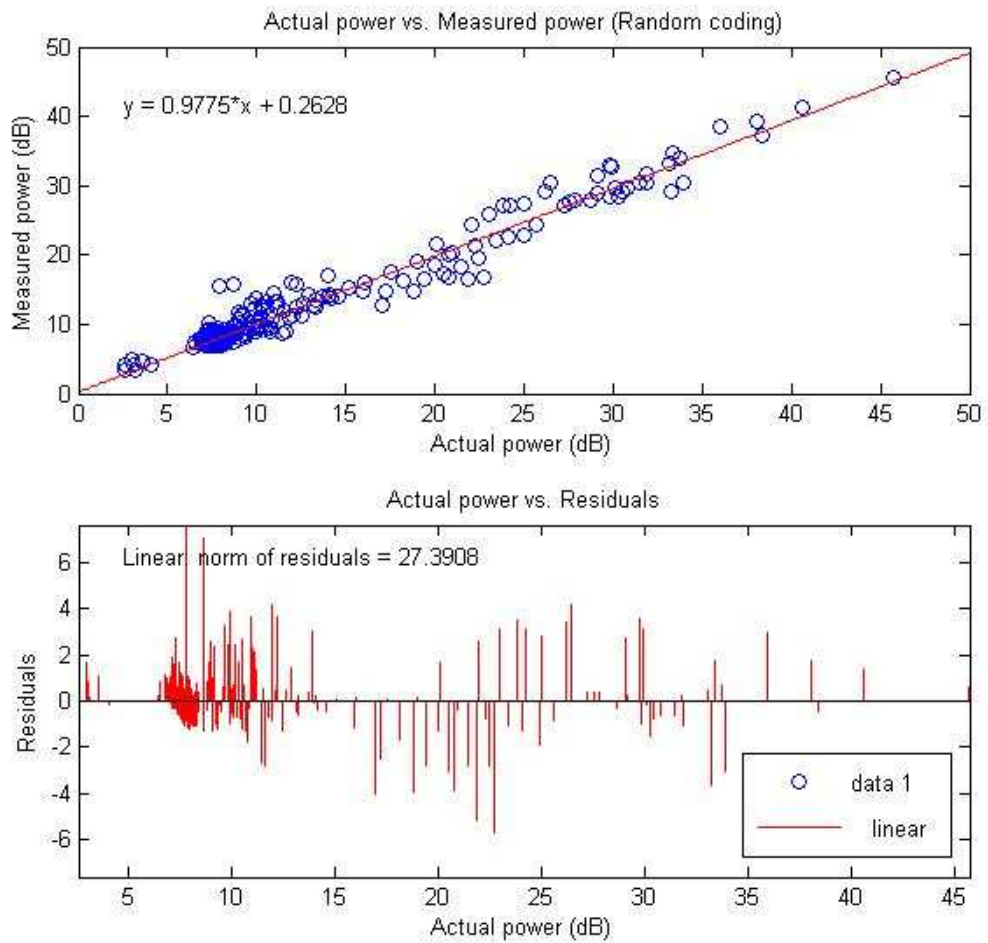 Actual power vs. Measured power (Random coding)
50
40
30
20
10
0
Measured power (dB)
y = 0.9775*x + 0.2628
0 5 10 15 20 25 30 35 40 45 50
Actual power (dB)
Actual power vs. Residuals
6
4
2
0
-2
-4
-6
Residuals
Linear: norm of residuals = 27.3908
data 1
linear
5 10 15 20 25 30 35 40 45
Actual power (dB)